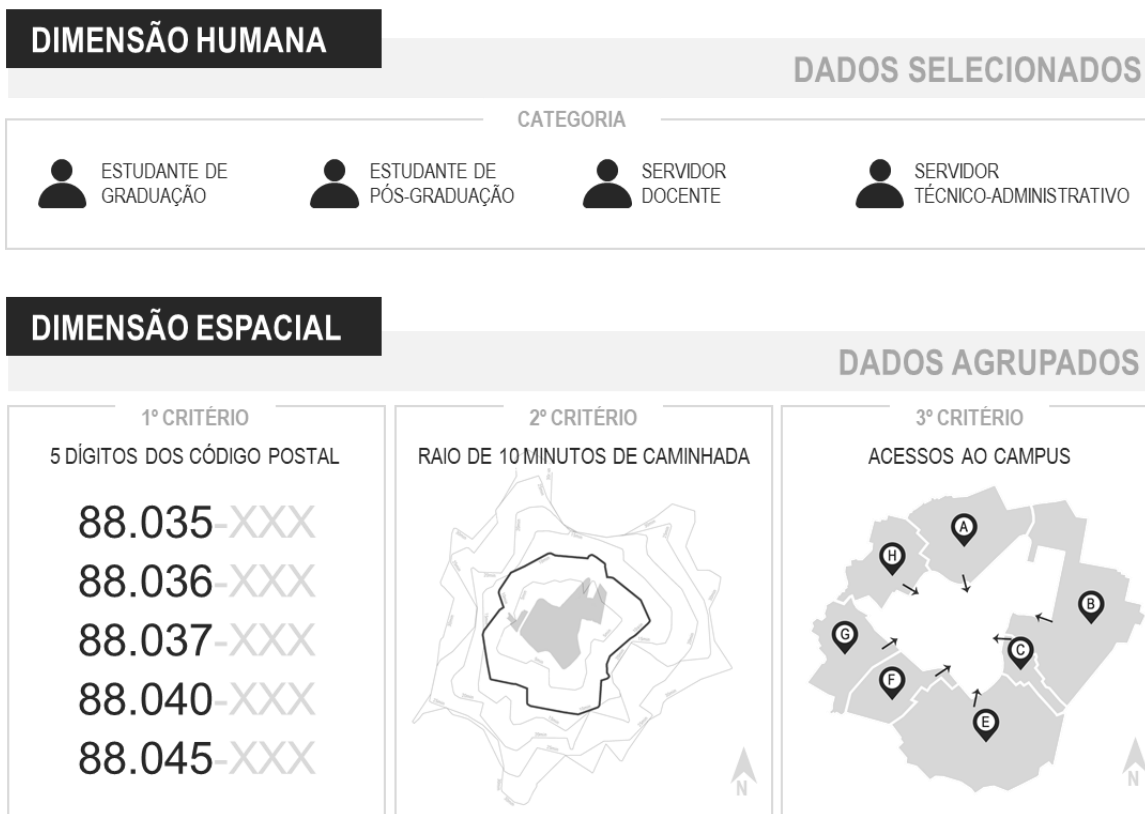 DIMENSÃO HUMANA
DADOS SELECIONADOS
CATEGORIA
ESTUDANTE DE
GRADUAÇÃO
ESTUDANTE DE
PÓS-GRADUAÇÃO
SERVIDOR
DOCENTE
SERVIDOR
TÉCNICO-ADMINISTRATIVO
DIMENSÃO ESPACIAL
DADOS AGRUPADOS
1º CRITÉRIO
5 DÍGITOS DOS CÓDIGO POSTAL
88.035-XXX
88.036-XXX
88.037-XXX
88.040-XXX
88.045-XXX
2º CRITÉRIO
RAIO DE 10 MINUTOS DE CAMINHADA
N
3º CRITÉRIO
ACESSOS AO CAMPUS
A
H
B
G
C
F
E
N